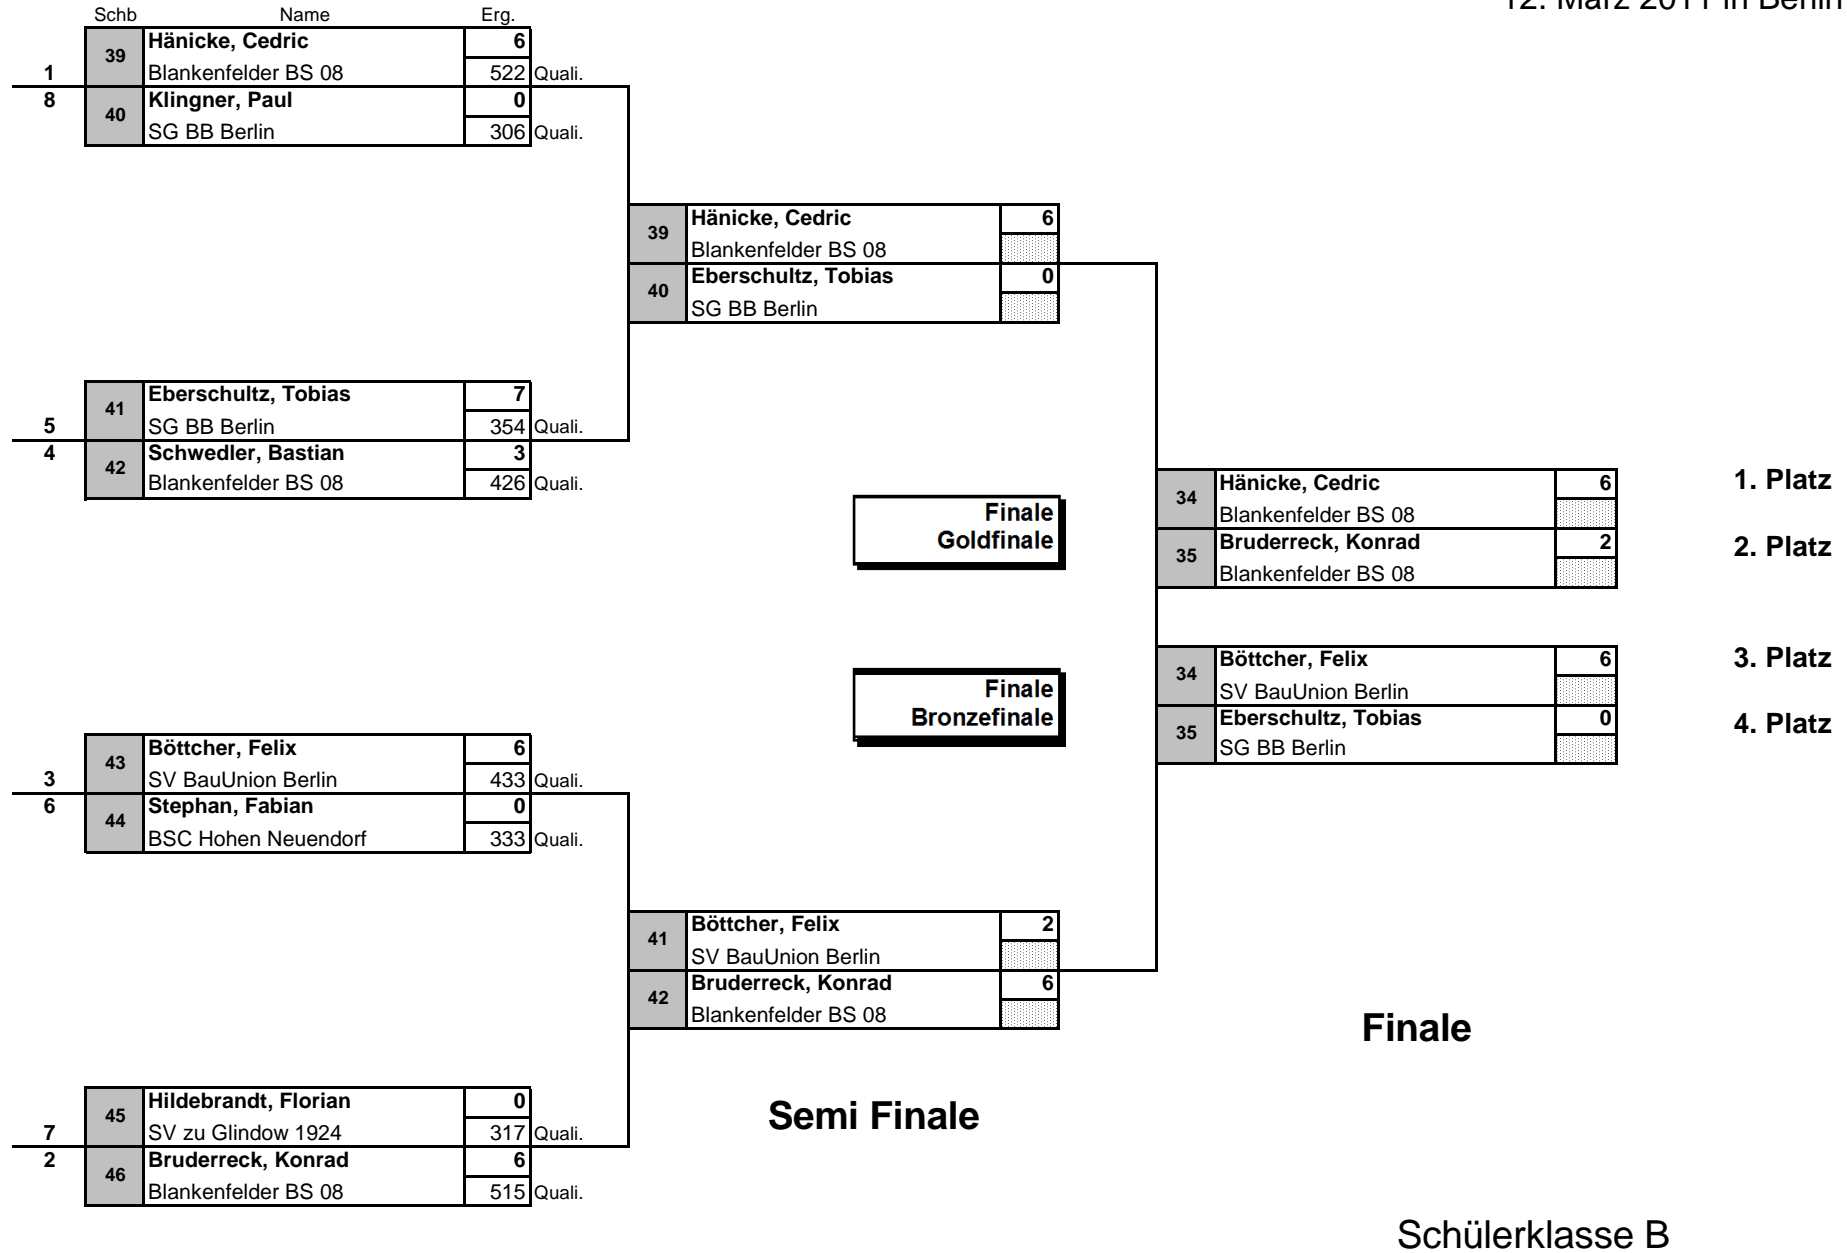 12. März 2011 in Berlin
Schb Name Erg.
39 Hänicke, Cedric 6
1 Blankenfelder BS 08 522 Quali.
8 40 Klingner, Paul 0
SG BB Berlin 306 Quali.
39 Hänicke, Cedric 6
Blankenfelder BS 08
40 Eberschultz, Tobias 0
SG BB Berlin
41 Eberschultz, Tobias 7
5 SG BB Berlin 354 Quali.
4 42 Schwedler, Bastian 3
Blankenfelder BS 08 426 Quali.
Finale
Goldfinale
34 Hänicke, Cedric 6 1. Platz
Blankenfelder BS 08
35 Bruderreck, Konrad 2 2. Platz
Blankenfelder BS 08
Finale
Bronzefinale
34 Böttcher, Felix 6 3. Platz
SV BauUnion Berlin
35 Eberschultz, Tobias 0 4. Platz
SG BB Berlin
43 Böttcher, Felix 6
3 SV BauUnion Berlin 433 Quali.
6 44 Stephan, Fabian 0
BSC Hohen Neuendorf 333 Quali.
41 Böttcher, Felix 2
SV BauUnion Berlin
42 Bruderreck, Konrad 6
Blankenfelder BS 08
Finale
45 Hildebrandt, Florian 0
7 SV zu Glindow 1924 317 Quali.
2 46 Bruderreck, Konrad 6
Blankenfelder BS 08 515 Quali.
Semi Finale
Schülerklasse B